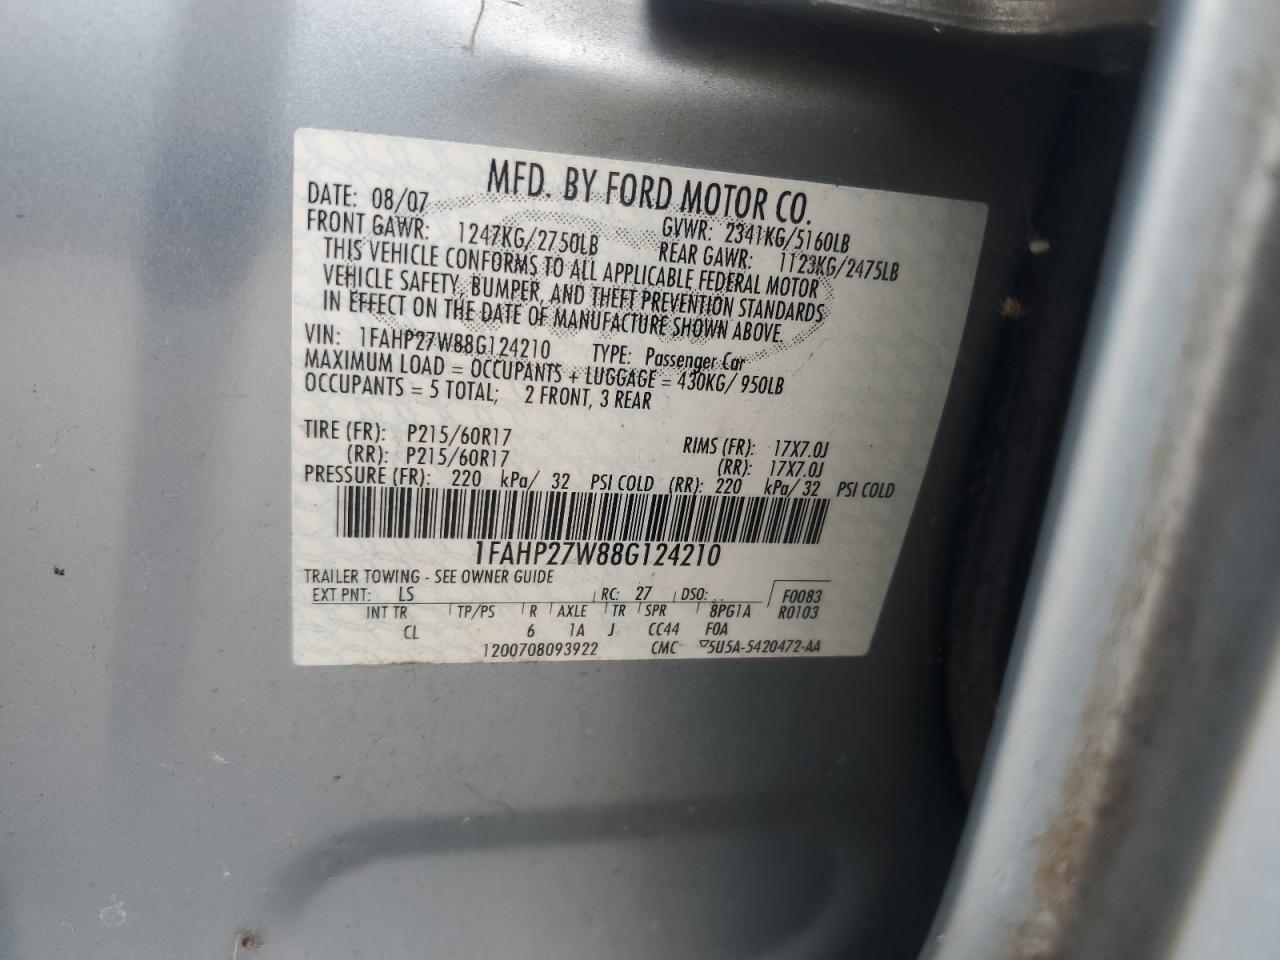 MFD. BY FORD MOTOR CO.
DATE: 08/07 GVWR: 2341KG/5160LB
FRONT GAWR: 1247KG/2750LB REAR GAWR: 1123KG/2475LB
THIS VEHICLE CONFORMS TO ALL APPLICABLE FEDERAL MOTOR
VEHICLE SAFETY, BUMPER, AND THEFT PREVENTION STANDARDS
IN EFFECT ON THE DATE OF MANUFACTURE SHOWN ABOVE.
VIN: 1FAHP27W88G124210 TYPE: Passenger Car
MAXIMUM LOAD = OCCUPANTS + LUGGAGE = 430KG/ 950LB
OCCUPANTS = 5 TOTAL; 2 FRONT, 3 REAR
TIRE (FR): P215/60R17 RIMS (FR): 17X7.0J
(RR): P215/60R17 (RR): 17X7.0J
PRESSURE (FR): 220 kPa/ 32 PSI COLD (RR): 220 kPa/ 32 PSI COLD
1FAHP27W88G124210
TRAILER TOWING - SEE OWNER GUIDE
EXT PNT: LS RC: 27 DSO: F0083
INT TR TP/PS R AXLE TR SPR 8PG1A R0103
CL 6 1A J CC44 F0A
1200708093922 CMC ▽5U5A-5420472-AA